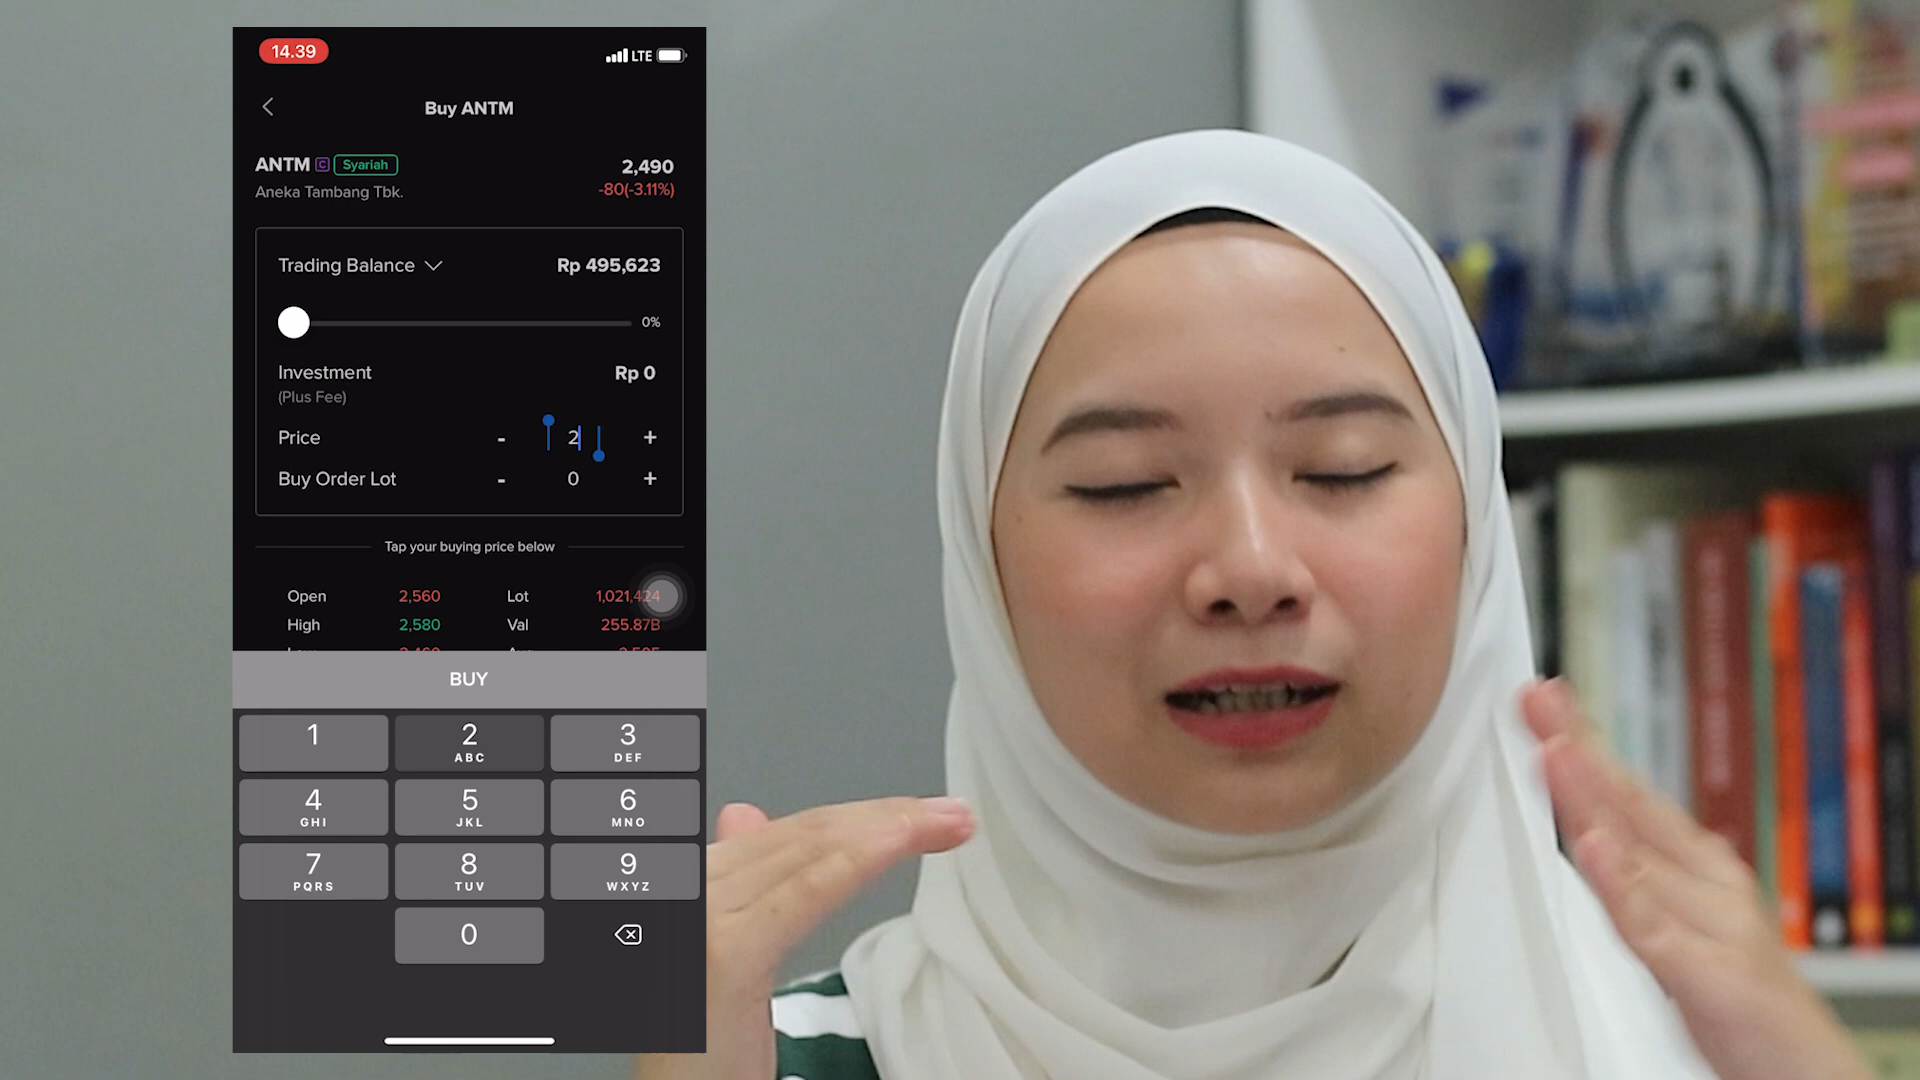 14.39
LTE
Buy ANTM
ANTM C Syariah
2,490
Aneka Tambang Tbk.
-80(-3.11%)
Trading Balance
Rp 495,623
0%
Investment
Rp 0
(Plus Fee)
Price - 2 +
Buy Order Lot - 0 +
Tap your buying price below
Open 2,560 Lot 1,021,424
High 2,580 Val 255.87B
BUY
1
2
ABC
3
DEF
4
GHI
5
JKL
6
MNO
7
PQRS
8
TUV
9
WXYZ
0